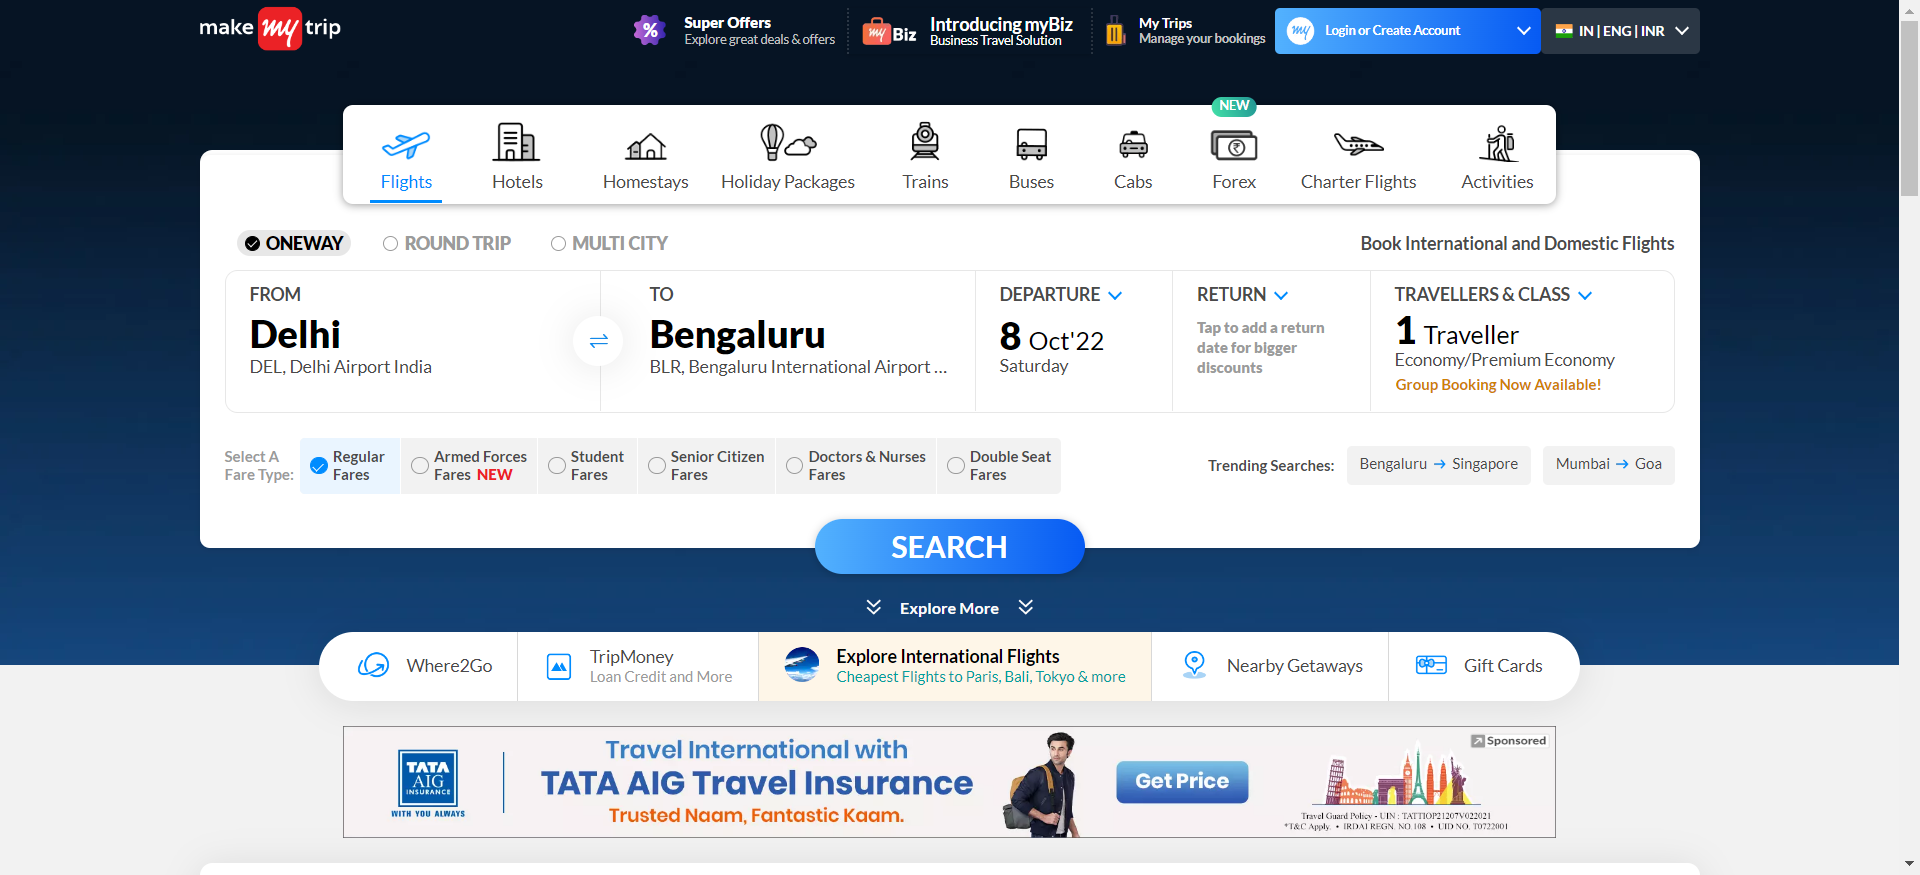 make my trip
Super Offers
Explore great deals & offers
my Biz
Introducing myBiz
Business Travel Solution
My Trips
Manage your bookings
my
Login or Create Account
IN | ENG | INR
NEW
Flights
Hotels
Homestays
Holiday Packages
Trains
Buses
Cabs
Forex
Charter Flights
Activities
ONEWAY
ROUND TRIP
MULTI CITY
Book International and Domestic Flights
FROM
Delhi
DEL, Delhi Airport India
TO
Bengaluru
BLR, Bengaluru International Airport ...
DEPARTURE
8 Oct'22
Saturday
RETURN
Tap to add a return
date for bigger
discounts
TRAVELLERS & CLASS
1 Traveller
Economy/Premium Economy
Group Booking Now Available!
Select A
Fare Type:
Regular
Fares
Armed Forces
Fares NEW
Student
Fares
Senior Citizen
Fares
Doctors & Nurses
Fares
Double Seat
Fares
Trending Searches:
Bengaluru → Singapore
Mumbai → Goa
SEARCH
Explore More
Where2Go
TripMoney
Loan Credit and More
Explore International Flights
Cheapest Flights to Paris, Bali, Tokyo & more
Nearby Getaways
Gift Cards
TATA
AIG
INSURANCE
WITH YOU ALWAYS
Travel International with
TATA AIG Travel Insurance
Trusted Naam, Fantastic Kaam.
Get Price
Sponsored
Travel Guard Policy - UIN : TATTIOP21207V022021
*T&C Apply. • IRDAI REGN. NO.108 • UID NO. T0722001